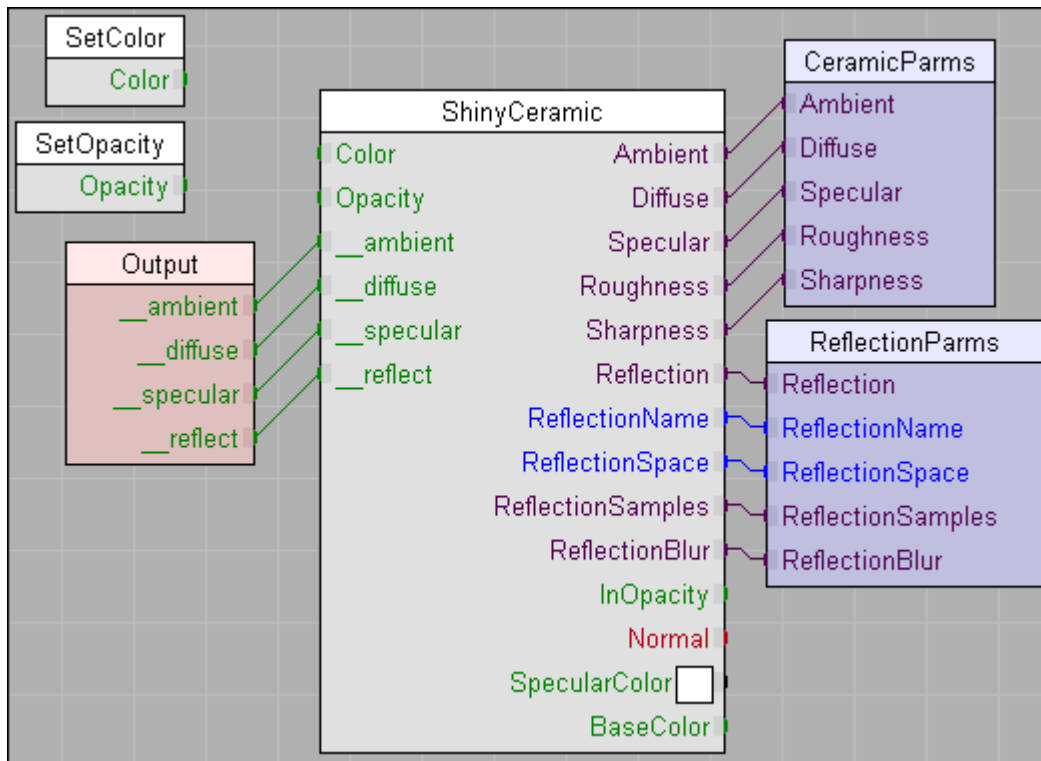 SetColor
Color
SetOpacity
Opacity
Output
__ambient
__diffuse
__specular
__reflect
ShinyCeramic
Color
Opacity
__ambient
__diffuse
__specular
__reflect
Ambient
Diffuse
Specular
Roughness
Sharpness
Reflection
ReflectionName
ReflectionSpace
ReflectionSamples
ReflectionBlur
InOpacity
Normal
SpecularColor
BaseColor
CeramicParms
Ambient
Diffuse
Specular
Roughness
Sharpness
ReflectionParms
Reflection
ReflectionName
ReflectionSpace
ReflectionSamples
ReflectionBlur